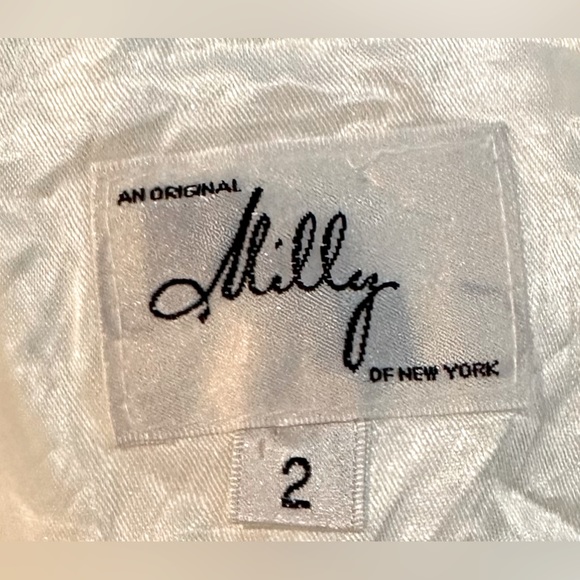 AN ORIGINAL
Milly
OF NEW YORK
2